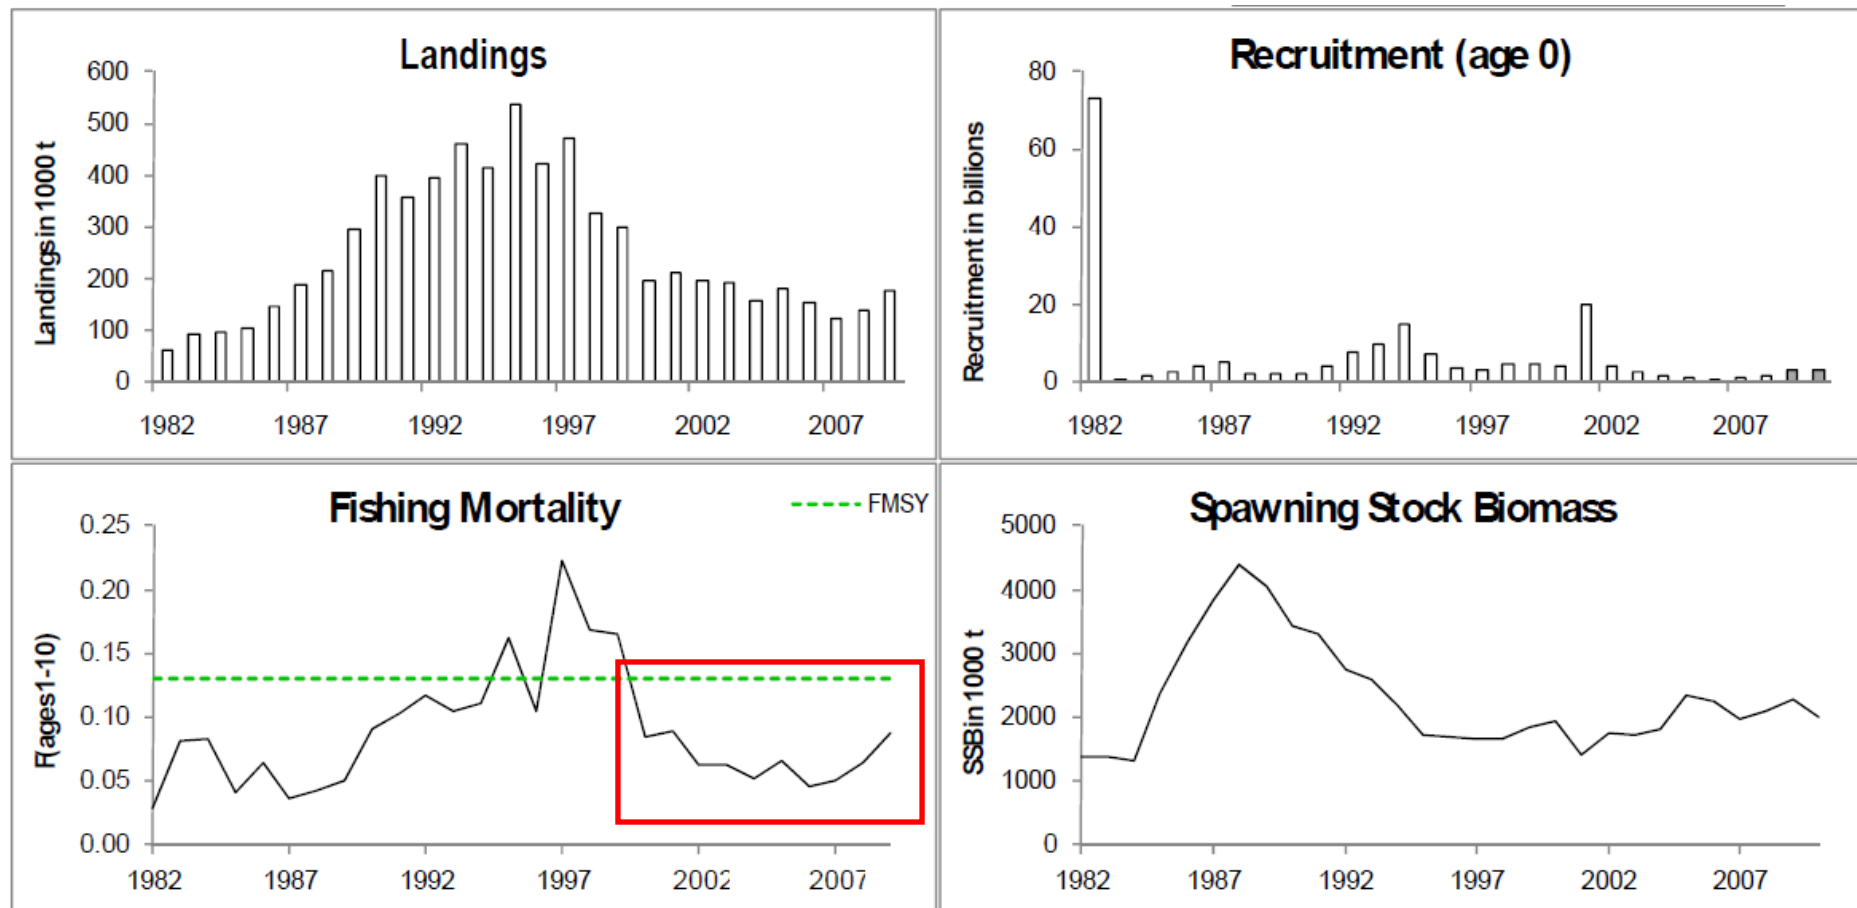 Landings
Landings in 1000 t
600
500
400
300
200
100
0
1982 1987 1992 1997 2002 2007
Recruitment (age 0)
Recruitment in billions
80
60
40
20
0
1982 1987 1992 1997 2002 2007
Fishing Mortality
FMSY
F(ages 1-10)
0.25
0.20
0.15
0.10
0.05
0.00
1982 1987 1992 1997 2002 2007
Spawning Stock Biomass
SSB in 1000 t
5000
4000
3000
2000
1000
0
1982 1987 1992 1997 2002 2007